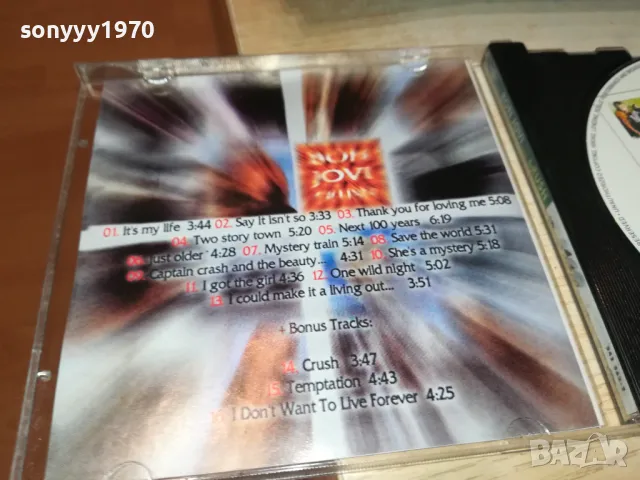 sonyyy1970
BON
JOVI
01. It's my life 3:44 02. Say It Isn't so 3:33 03. Thank you for loving me 5:08
04. Two story town 5:20 05. Next 100 years 6:19
06. Just older 4:28 07. Mystery train 5:14 08. Save the world 5:31
09. Captain crash and the beauty... 4:31 10. She's a mystery 5:18
11. I got the girl 4:36 12. One wild night 5:02
13. I could make it a living out... 3:51
+ Bonus Tracks:
14. Crush 3:47
15. Temptation 4:43
I Don't Want To Live Forever 4:25
BAZAR